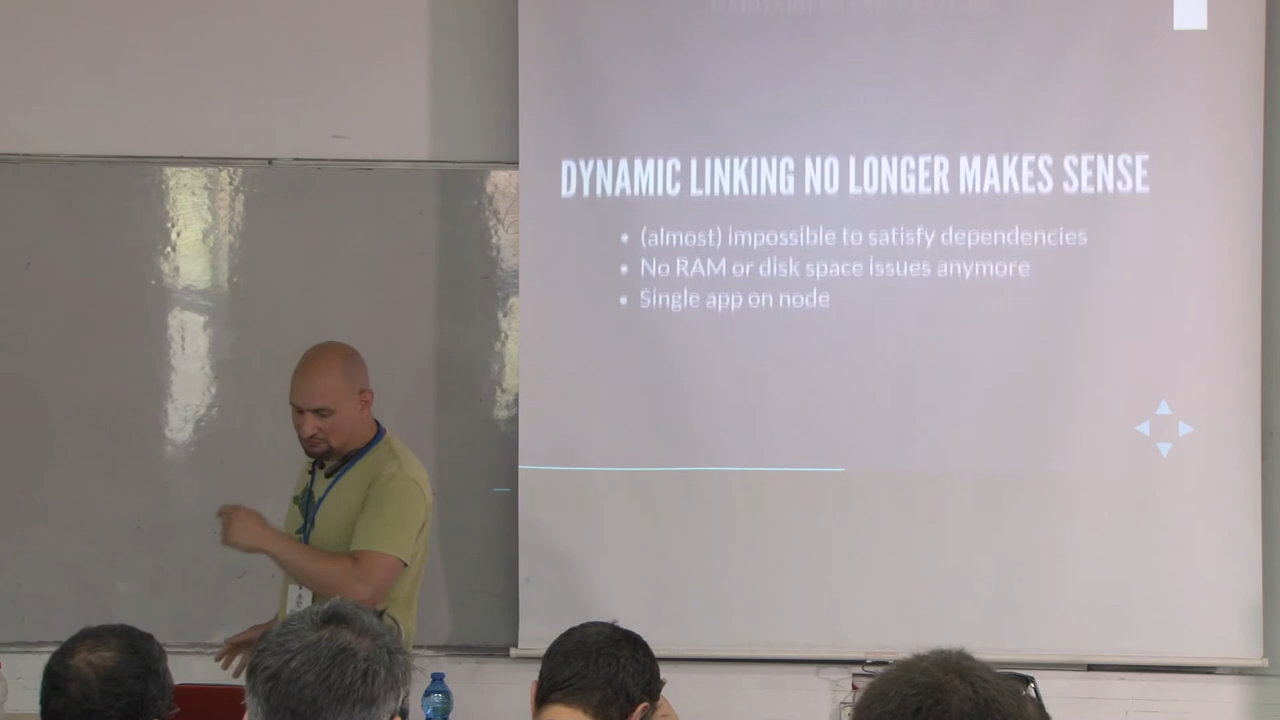 DYNAMIC LINKING NO LONGER MAKES SENSE
(almost) impossible to satisfy dependencies
No RAM or disk space issues anymore
Single app on node